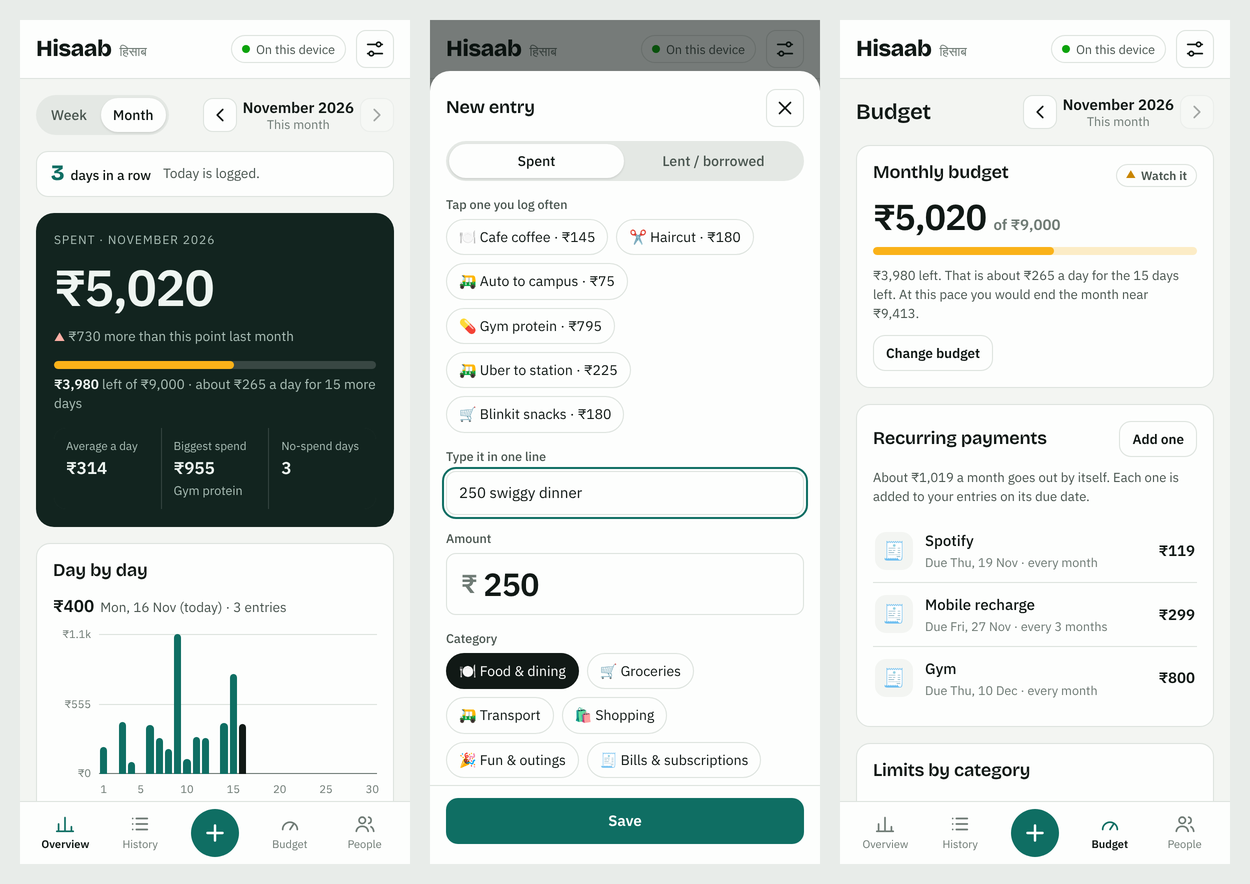 Hisaab हिसाब
On this device
Week
Month
November 2026
This month
3 days in a row Today is logged.
SPENT · NOVEMBER 2026
₹5,020
▲ ₹730 more than this point last month
₹3,980 left of ₹9,000 · about ₹265 a day for 15 more
days
Average a day
₹314
Biggest spend
₹955
Gym protein
No-spend days
3
Day by day
₹400 Mon, 16 Nov (today) · 3 entries
₹1.1k
₹555
₹0
1 5 10 15 20 25 30
Overview History Budget People
Hisaab हिसाब
On this device
New entry
Spent
Lent / borrowed
Tap one you log often
🍽️ Cafe coffee · ₹145
✂️ Haircut · ₹180
🛺 Auto to campus · ₹75
💊 Gym protein · ₹795
🛺 Uber to station · ₹225
🛒 Blinkit snacks · ₹180
Type it in one line
250 swiggy dinner
Amount
₹ 250
Category
🍽️ Food & dining
🛒 Groceries
🛺 Transport
🛍️ Shopping
🎉 Fun & outings
🧾 Bills & subscriptions
Save
Hisaab हिसाब
On this device
Budget
November 2026
This month
Monthly budget
▲ Watch it
₹5,020 of ₹9,000
₹3,980 left. That is about ₹265 a day for the 15 days
left. At this pace you would end the month near
₹9,413.
Change budget
Recurring payments
Add one
About ₹1,019 a month goes out by itself. Each one is
added to your entries on its due date.
Spotify
Due Thu, 19 Nov · every month
₹119
Mobile recharge
Due Fri, 27 Nov · every 3 months
₹299
Gym
Due Thu, 10 Dec · every month
₹800
Limits by category
Overview History Budget People